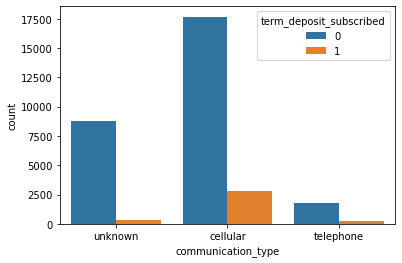 term_deposit_subscribed
0
1
17500
15000
12500
10000
7500
5000
2500
0
count
unknown cellular telephone
communication_type